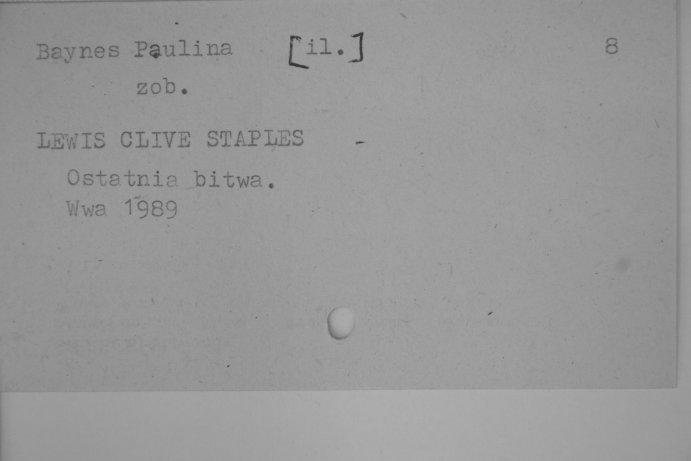 Baynes Paulina [il.] 8
zob.
LEWIS CLIVE STAPLES -
Ostatnia bitwa.
Wwa 1989